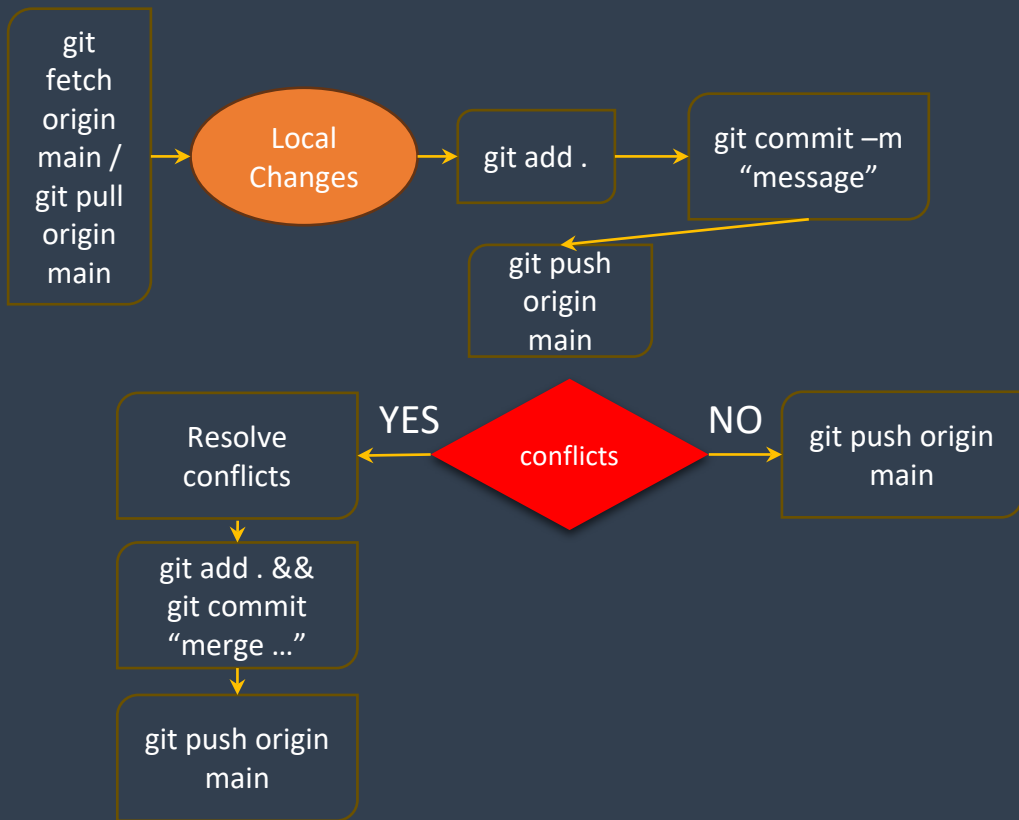 git
fetch
origin
main /
git pull
origin
main
Local
Changes
git add .
git commit –m
“message”
git push
origin
main
YES
conflicts
NO
Resolve
conflicts
git push origin
main
git add . &&
git commit
“merge …”
git push origin
main